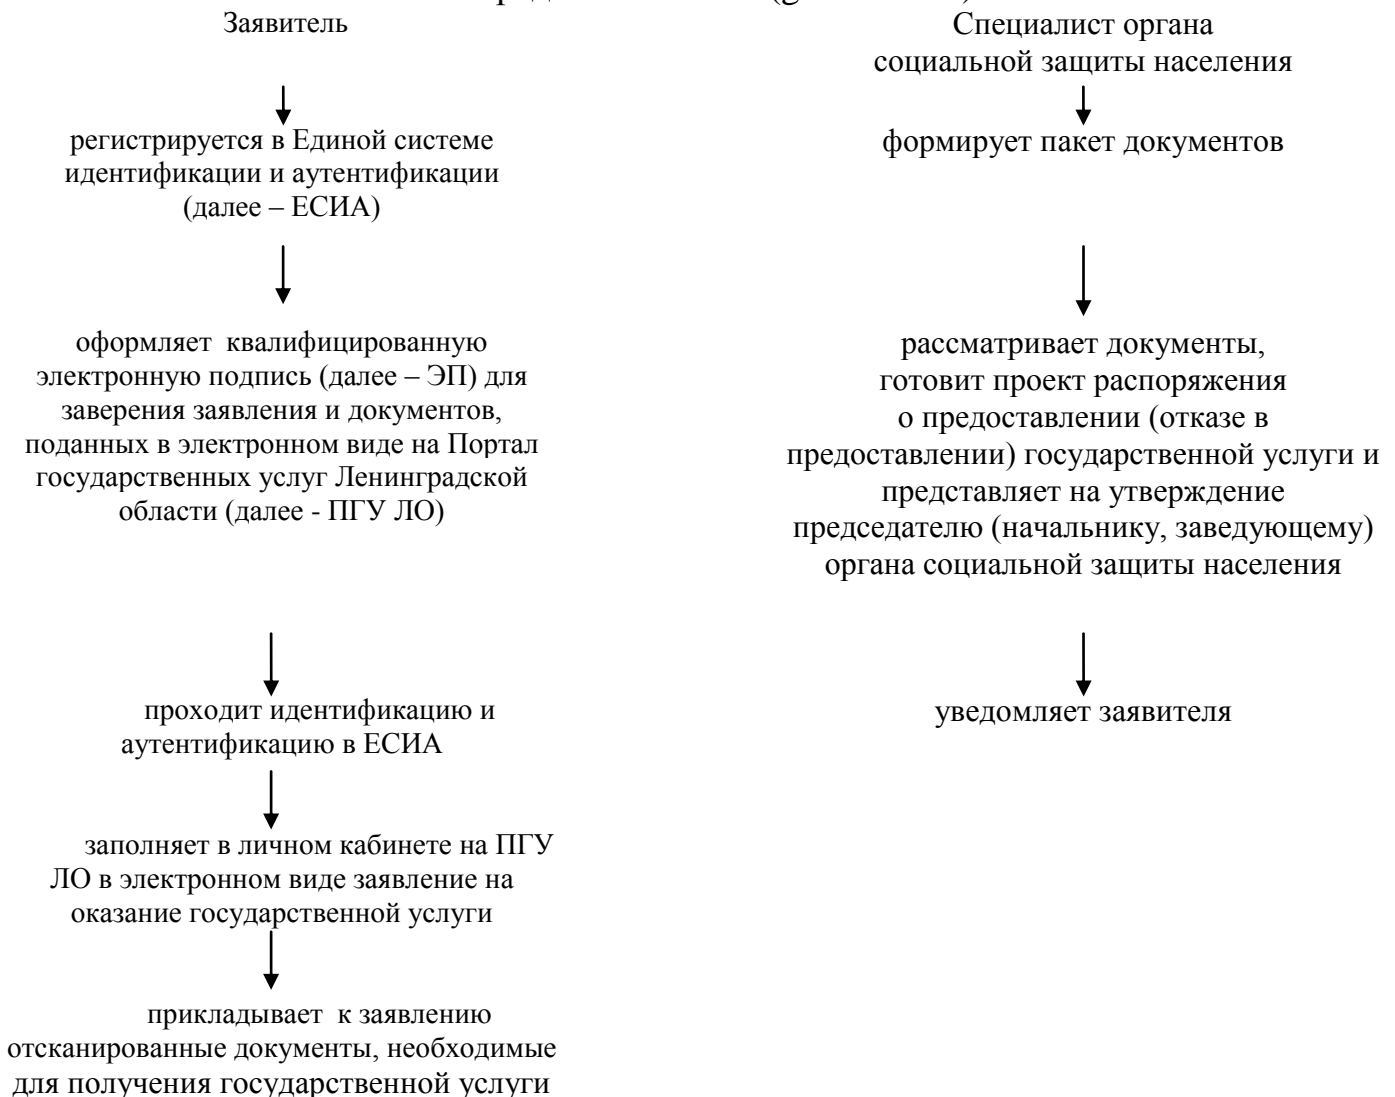 Заявитель
регистрируется в Единой системе
идентификации и аутентификации
(далее – ЕСИА)
оформляет квалифицированную
электронную подпись (далее – ЭП) для
заверения заявления и документов,
поданных в электронном виде на Портал
государственных услуг Ленинградской
области (далее - ПГУ ЛО)
проходит идентификацию и
аутентификацию в ЕСИА
заполняет в личном кабинете на ПГУ
ЛО в электронном виде заявление на
оказание государственной услуги
прикладывает к заявлению
отсканированные документы, необходимые
для получения государственной услуги
Специалист органа
социальной защиты населения
формирует пакет документов
рассматривает документы,
готовит проект распоряжения
о предоставлении (отказе в
предоставлении) государственной услуги и
представляет на утверждение
председателю (начальнику, заведующему)
органа социальной защиты населения
уведомляет заявителя